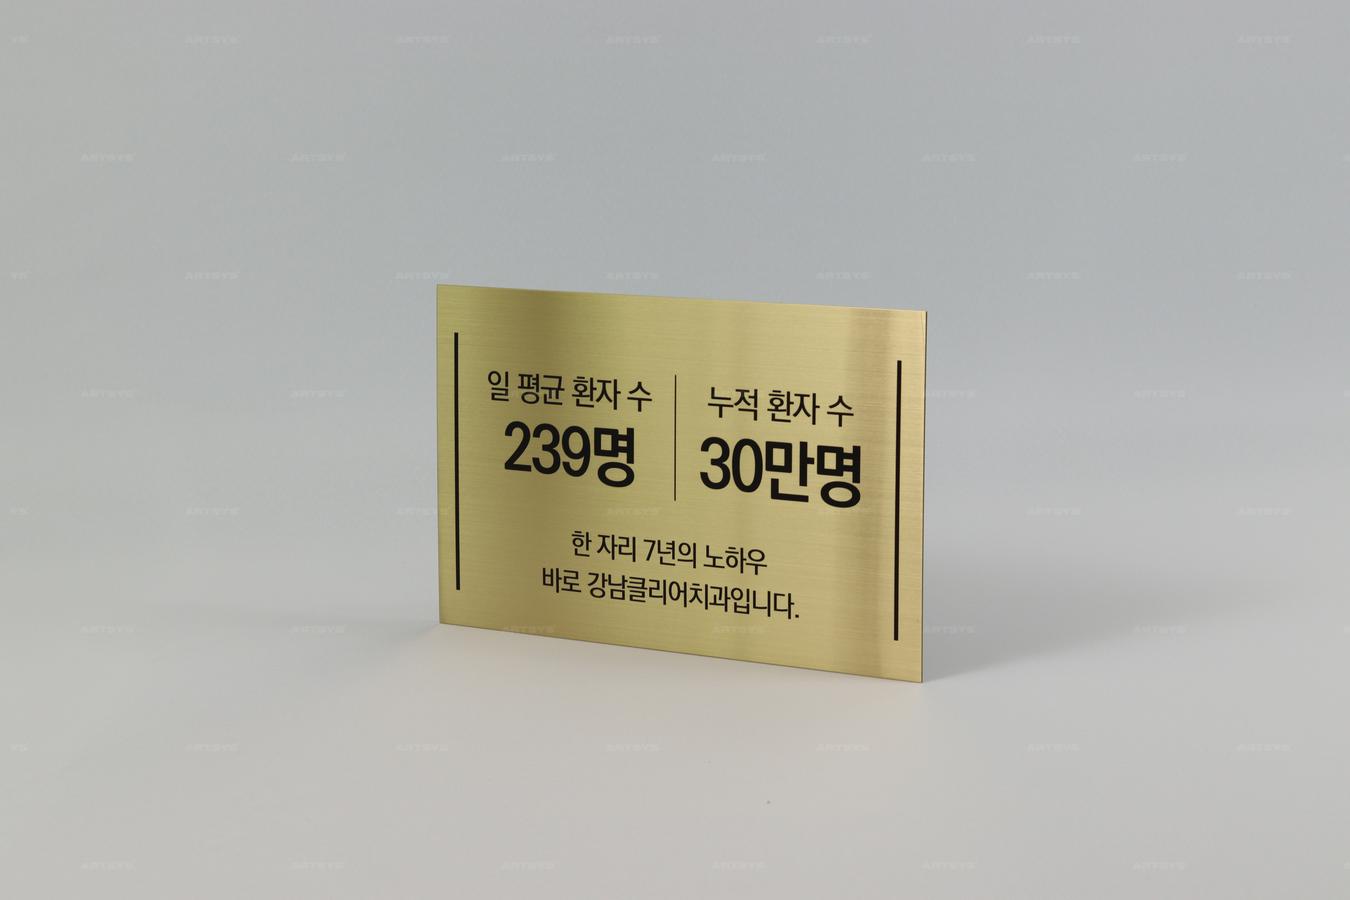 일 평균 환자 수
239명
누적 환자 수
30만명
한 자리 7년의 노하우
바로 강남클리어치과입니다.
ARTSYS